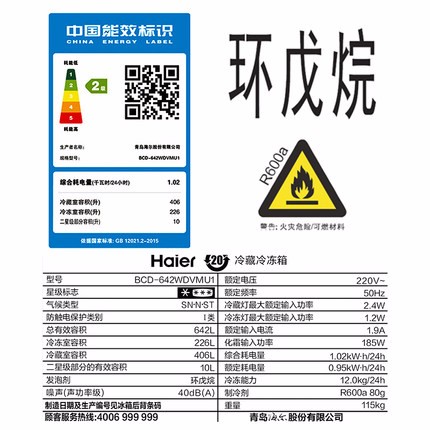 中国能效标识
CHINA ENERGY LABEL
耗能低
1
2
3
4
5
耗能高
2级
生产者名称: 青岛海尔股份有限公司
规格型号: BCD-642WDVMU1
综合耗电量(千瓦时/24小时) 1.02
冷藏室容积(升) 406
冷冻室容积(升) 226
二星级部分容积(升) 10
依据国家标准: GB 12021.2-2015
环戊烷
R600a
警告: 火灾危险/可燃材料
Haier 冷藏冷冻箱
型号 BCD-642WDVMU1 额定电压 220V~
星级标志 额定频率 50Hz
气候类型 SN·N·ST 冷藏灯最大额定输入功率 2.4W
防触电保护类别 I类 冷冻灯最大额定输入功率 1.2W
总有效容积 642L 额定输入电流 1.9A
冷冻室容积 226L 化霜输入功率 185W
冷藏室容积 406L 综合耗电量 1.02kW·h/24h
二星级部分的有效容积 10L 额定耗电量 0.95kW·h/24h
发泡剂 环戊烷 冷冻能力 12.0kg/24h
噪声(声功率级) 40dB(A) 制冷剂 R600a 80g
制造日期及生产编号见冰箱后背条码 重量 115kg
顾客服务热线:4006 999 999 青岛海尔股份有限公司